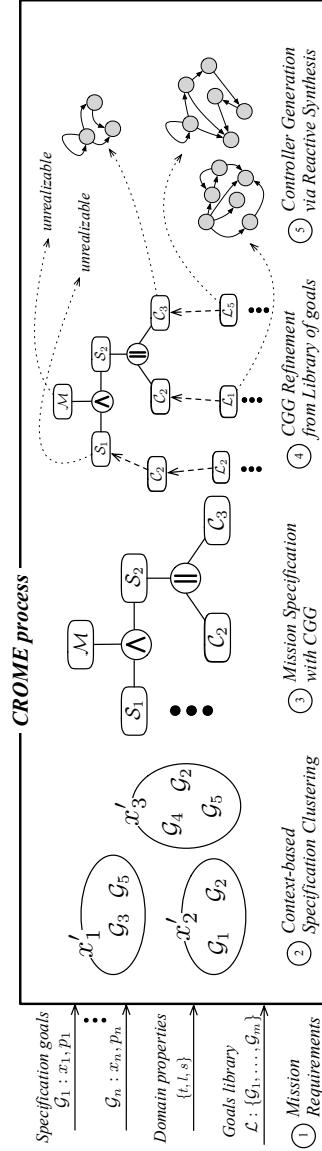 CROME process
Specification goals
𝒢₁ : x₁, p₁
•••
𝒢ₙ : xₙ, pₙ
Domain properties
{t, l, s}
Goals library
ℒ : {𝒢₁, . . . , 𝒢ₘ}
1 Mission
Requirements
x′₁
𝒢₃ 𝒢₅
x′₂
𝒢₁ 𝒢₂
x′₃
𝒢₄ 𝒢₂
𝒢₅
2 Context-based
Specification Clustering
ℳ
∧
𝒮₁ 𝒮₂
•••
||
𝒞₂ 𝒞₃
3 Mission Specification
with CGG
ℳ
∧
𝒮₁ 𝒮₂
||
𝒞₂ 𝒞₂ 𝒞₃
ℒ₂ ℒ₁ ℒ₅
••• ••• •••
4 CGG Refinement
from Library of goals
unrealizable
unrealizable
5 Controller Generation
via Reactive Synthesis